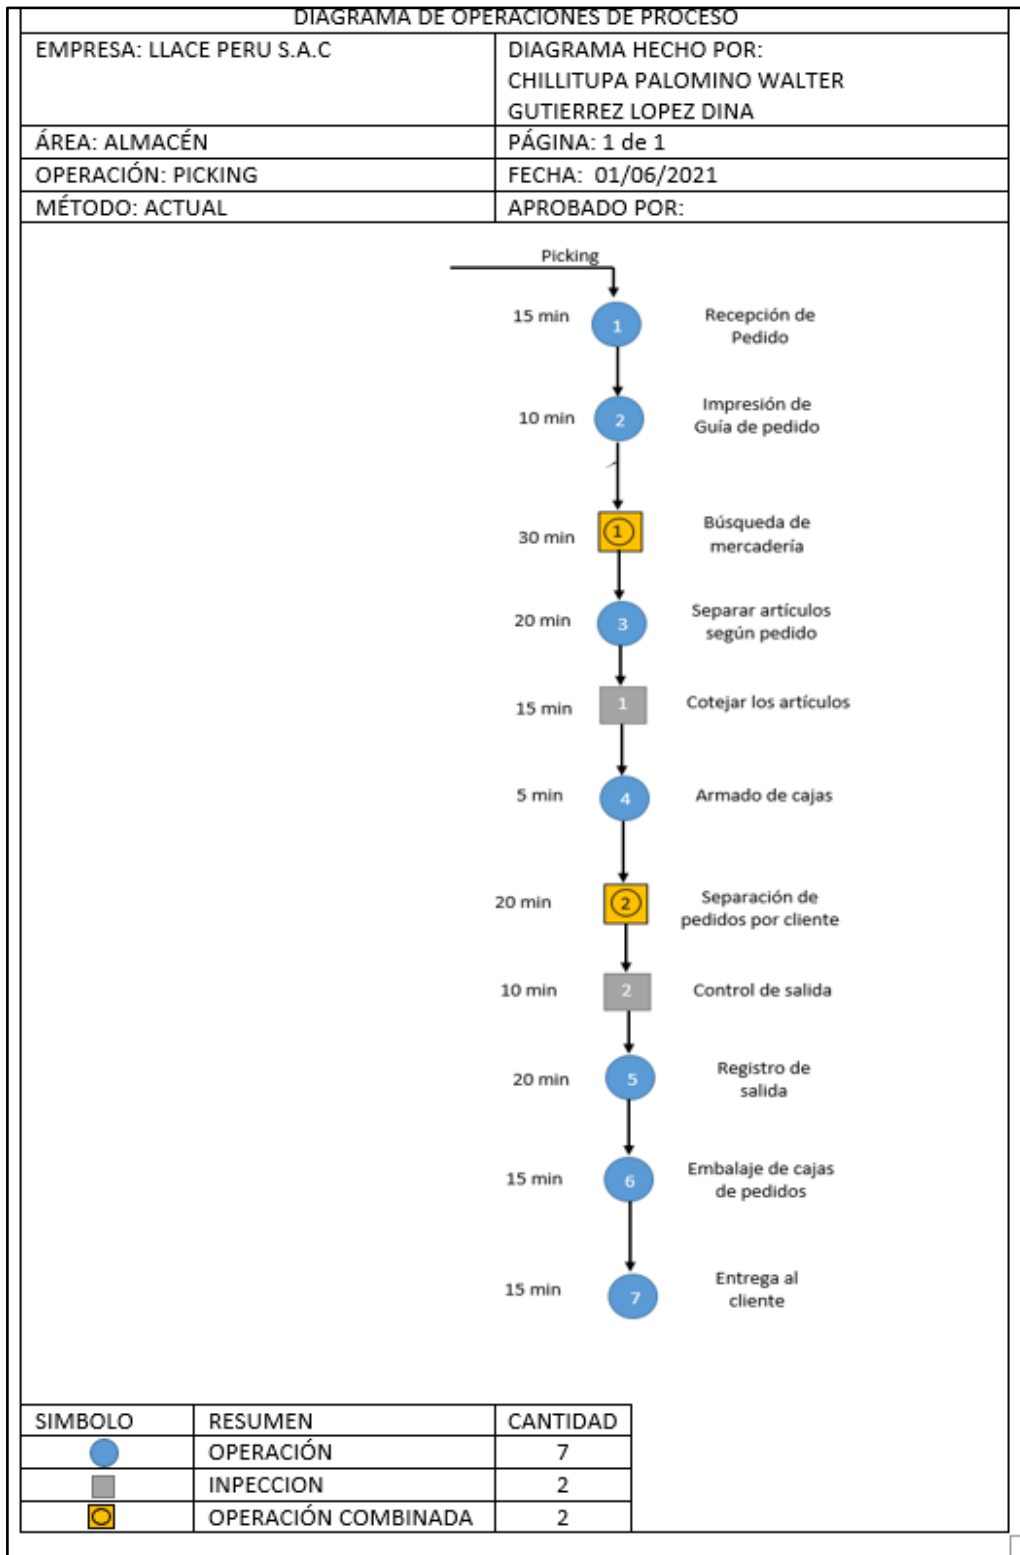 DIAGRAMA DE OPERACIONES DE PROCESO
EMPRESA: LLACE PERU S.A.C
DIAGRAMA HECHO POR:
CHILLITUPA PALOMINO WALTER
GUTIERREZ LOPEZ DINA
ÁREA: ALMACÉN
PÁGINA: 1 de 1
OPERACIÓN: PICKING
FECHA: 01/06/2021
MÉTODO: ACTUAL
APROBADO POR:
Picking
15 min
1
Recepción de
Pedido
10 min
2
Impresión de
Guía de pedido
30 min
1
Búsqueda de
mercadería
20 min
3
Separar artículos
según pedido
15 min
1
Cotejar los artículos
5 min
4
Armado de cajas
20 min
2
Separación de
pedidos por cliente
10 min
2
Control de salida
20 min
5
Registro de
salida
15 min
6
Embalaje de cajas
de pedidos
15 min
7
Entrega al
cliente
SIMBOLO RESUMEN CANTIDAD
OPERACIÓN 7
INPECCION 2
OPERACIÓN COMBINADA 2